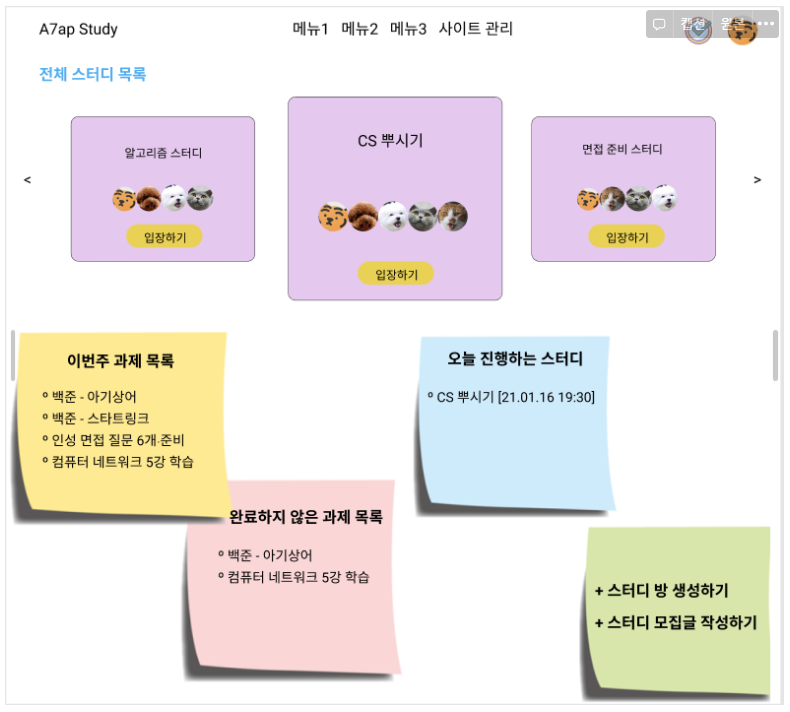 A7ap Study
메뉴1 메뉴2 메뉴3 사이트 관리
캡션
전체 스터디 목록
<
알고리즘 스터디
입장하기
CS 뿌시기
입장하기
면접 준비 스터디
입장하기
>
이번주 과제 목록
º 백준 - 아기상어
º 백준 - 스타트링크
º 인성 면접 질문 6개 준비
º 컴퓨터 네트워크 5강 학습
오늘 진행하는 스터디
º CS 뿌시기 [21.01.16 19:30]
완료하지 않은 과제 목록
º 백준 - 아기상어
º 컴퓨터 네트워크 5강 학습
+ 스터디 방 생성하기
+ 스터디 모집글 작성하기